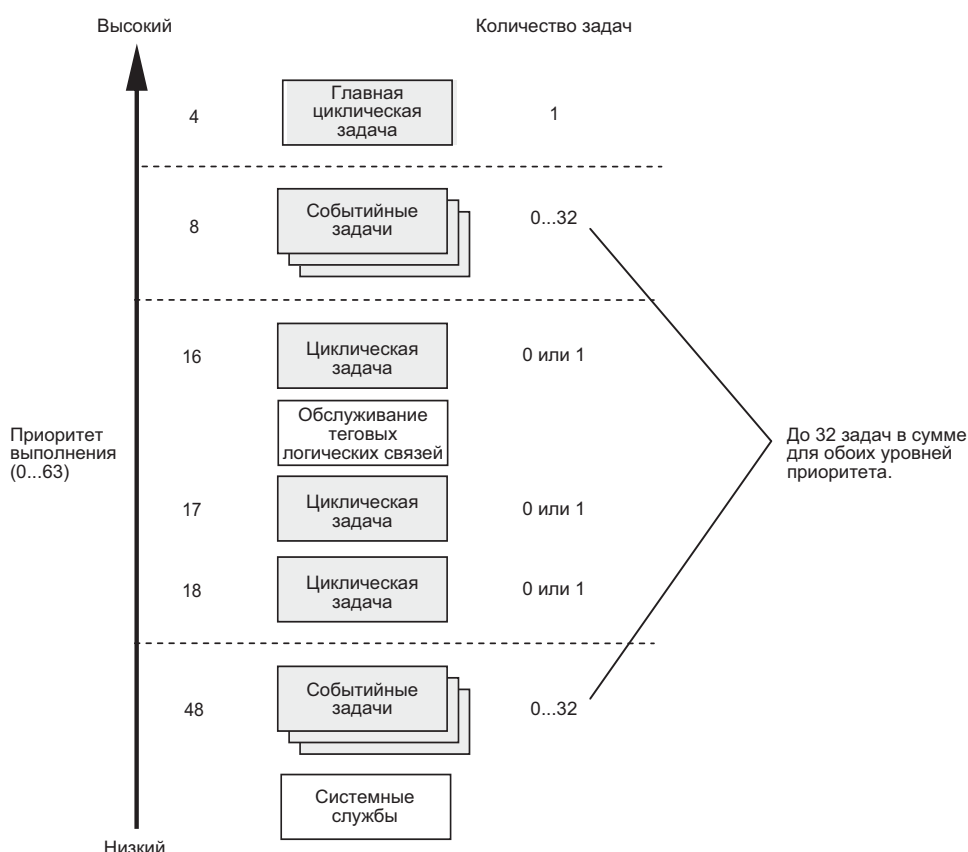 Высокий
Количество задач
4
Главная
циклическая
задача
1
8
Событийные
задачи
0...32
16
Циклическая
задача
0 или 1
Обслуживание
теговых
логических связей
Приоритет
выполнения
(0...63)
До 32 задач в сумме
для обоих уровней
приоритета.
17
Циклическая
задача
0 или 1
18
Циклическая
задача
0 или 1
48
Событийные
задачи
0...32
Системные
службы
Низкий